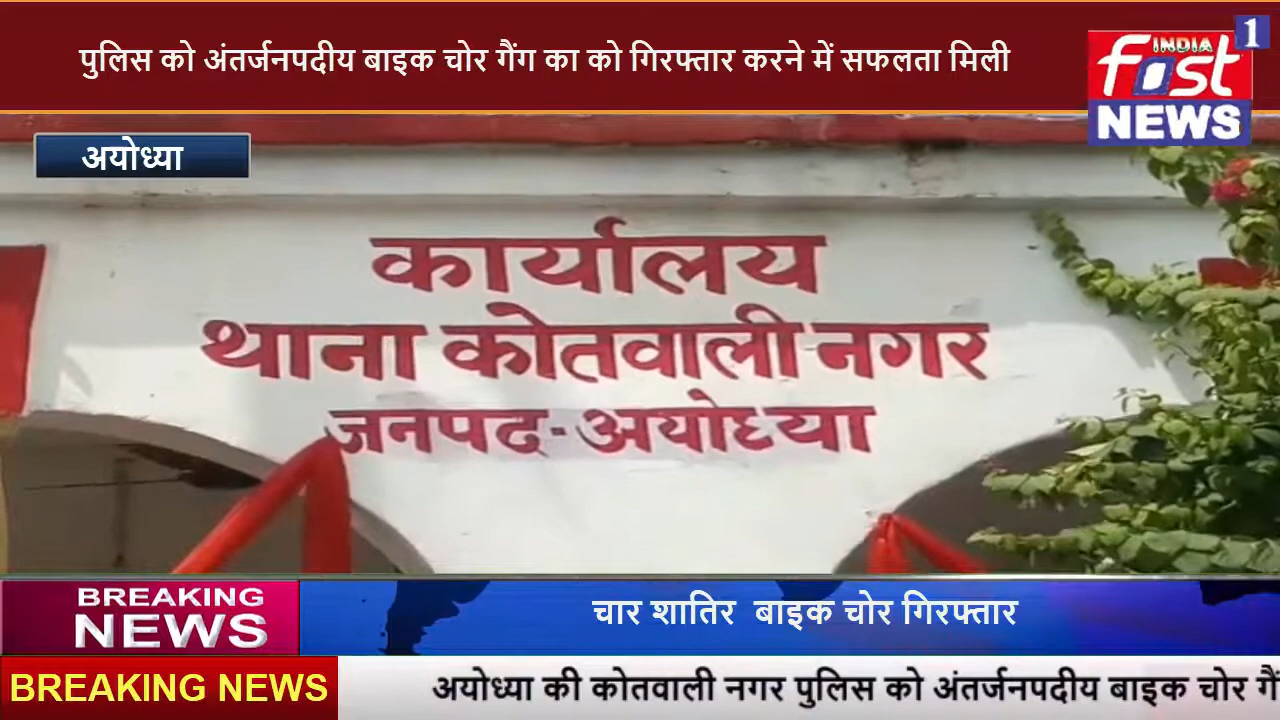 पुलिस को अंतर्जनपदीय बाइक चोर गैंग का को गिरफ्तार करने में सफलता मिली
INDIA 1
fast
NEWS
अयोध्या
कार्यालय
थाना कोतवाली नगर
जनपद-अयोध्या
BREAKING
NEWS
चार शातिर बाइक चोर गिरफ्तार
BREAKING NEWS
अयोध्या की कोतवाली नगर पुलिस को अंतर्जनपदीय बाइक चोर